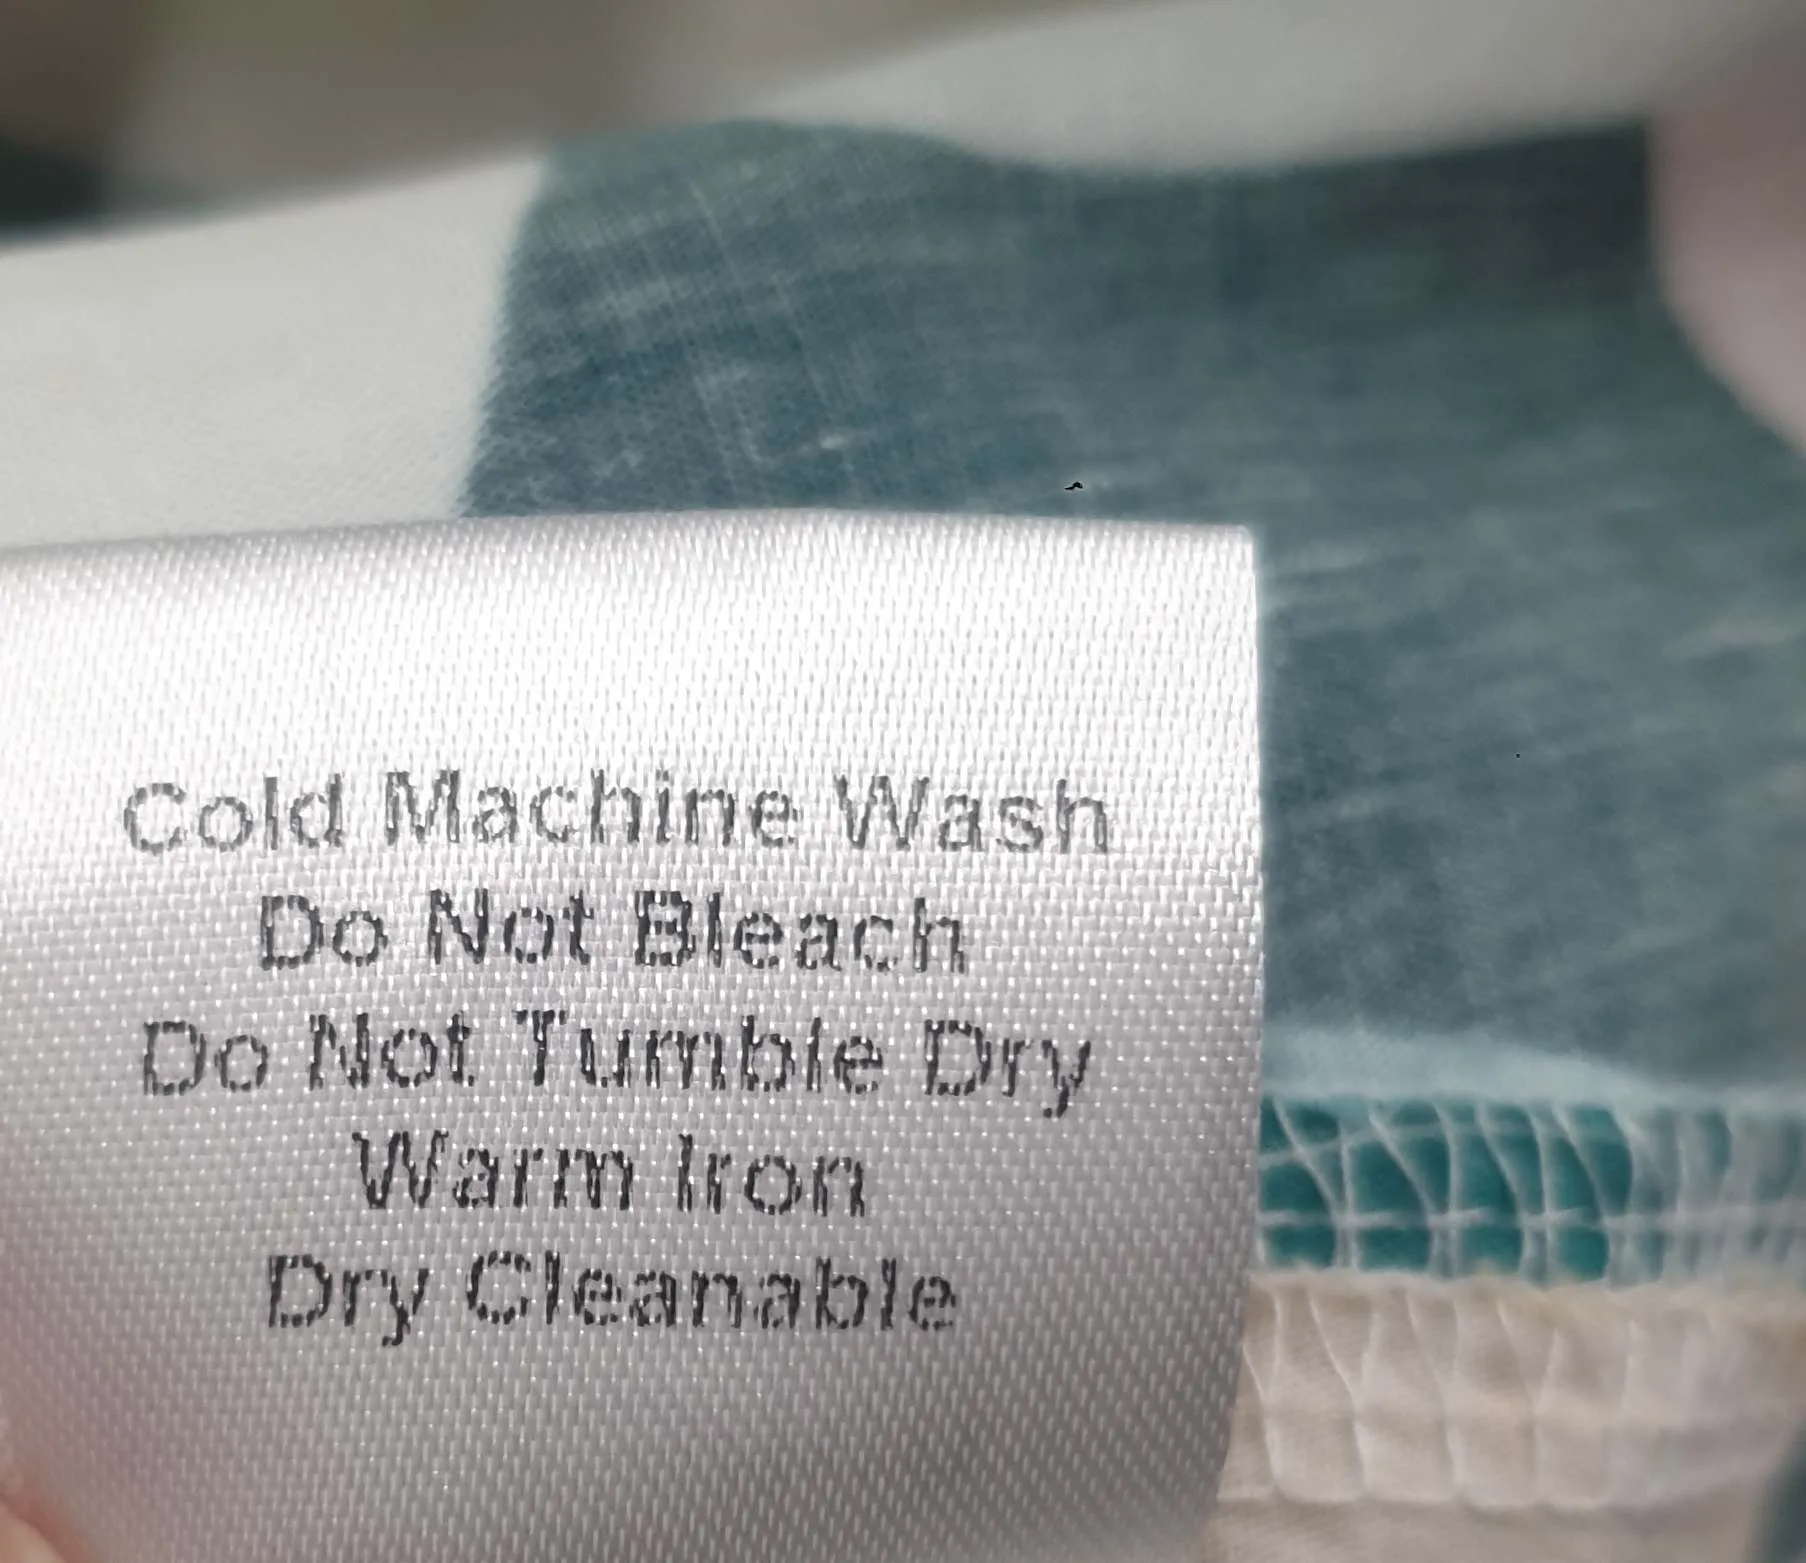 Cold Machine Wash
Do Not Bleach
Do Not Tumble Dry
Warm Iron
Dry Cleanable